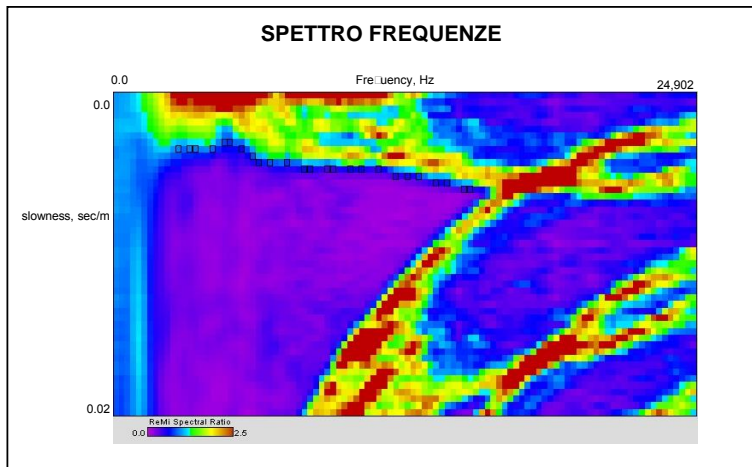 SPETTRO FREQUENZE
0.0 Fre□uency, Hz 24,902
0.0
slowness, sec/m
0.02
ReMi Spectral Ratio
0.0 2.5